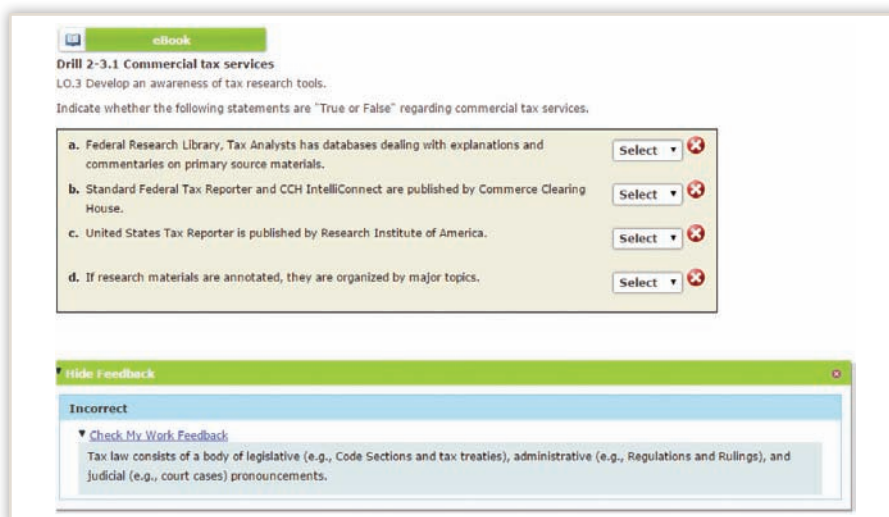 eBook
Drill 2-3.1 Commercial tax services
LO.3 Develop an awareness of tax research tools.
Indicate whether the following statements are "True or False" regarding commercial tax services.
a. Federal Research Library, Tax Analysts has databases dealing with explanations and Select
commentaries on primary source materials.
b. Standard Federal Tax Reporter and CCH IntelliConnect are published by Commerce Clearing Select
House.
c. United States Tax Reporter is published by Research Institute of America. Select
d. If research materials are annotated, they are organized by major topics. Select
Hide Feedback
Incorrect
Check My Work Feedback
Tax law consists of a body of legislative (e.g., Code Sections and tax treaties), administrative (e.g., Regulations and Rulings), and
judicial (e.g., court cases) pronouncements.